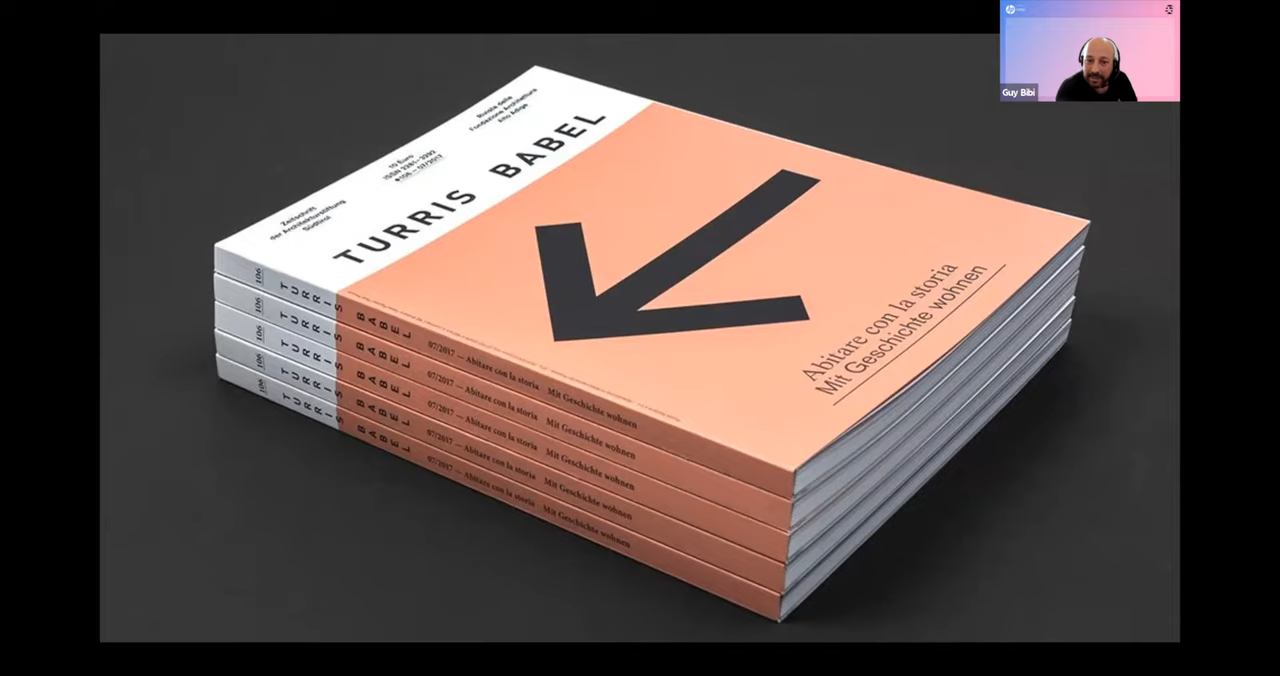 Zeitschrift
der Architekturstiftung
Südtirol
10 Euro
#106 – 07/2017
Rivista della
Fondazione Architettura
Alto Adige
TURRIS BABEL
Abitare con la storia
Mit Geschichte wohnen
106 TURRIS BABEL 07/2017 — Abitare con la storia Mit Geschichte wohnen
106 TURRIS BABEL 07/2017 — Abitare con la storia Mit Geschichte wohnen
106 TURRIS BABEL 07/2017 — Abitare con la storia Mit Geschichte wohnen
106 TURRIS BABEL 07/2017 — Abitare con la storia Mit Geschichte wohnen
106 TURRIS BABEL 07/2017 — Abitare con la storia Mit Geschichte wohnen
hp
Guy Bibi